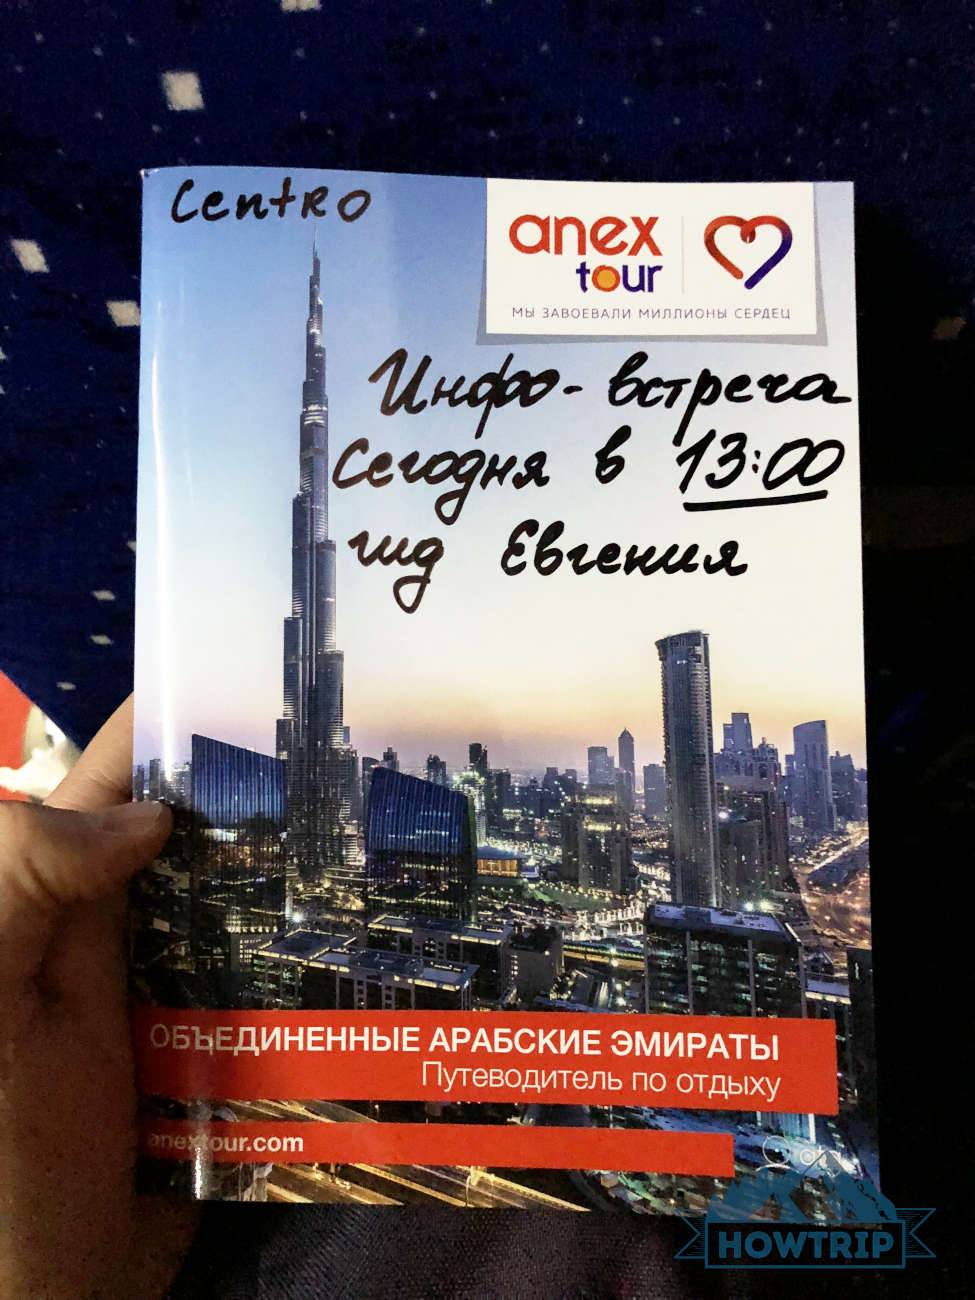 Centro
anex
tour
МЫ ЗАВОЕВАЛИ МИЛЛИОНЫ СЕРДЕЦ
Инфо-встреча
Сегодня в 13:00
гид Евгения
ОБЪЕДИНЕННЫЕ АРАБСКИЕ ЭМИРАТЫ
Путеводитель по отдыху
anextour.com
HOWTRIP